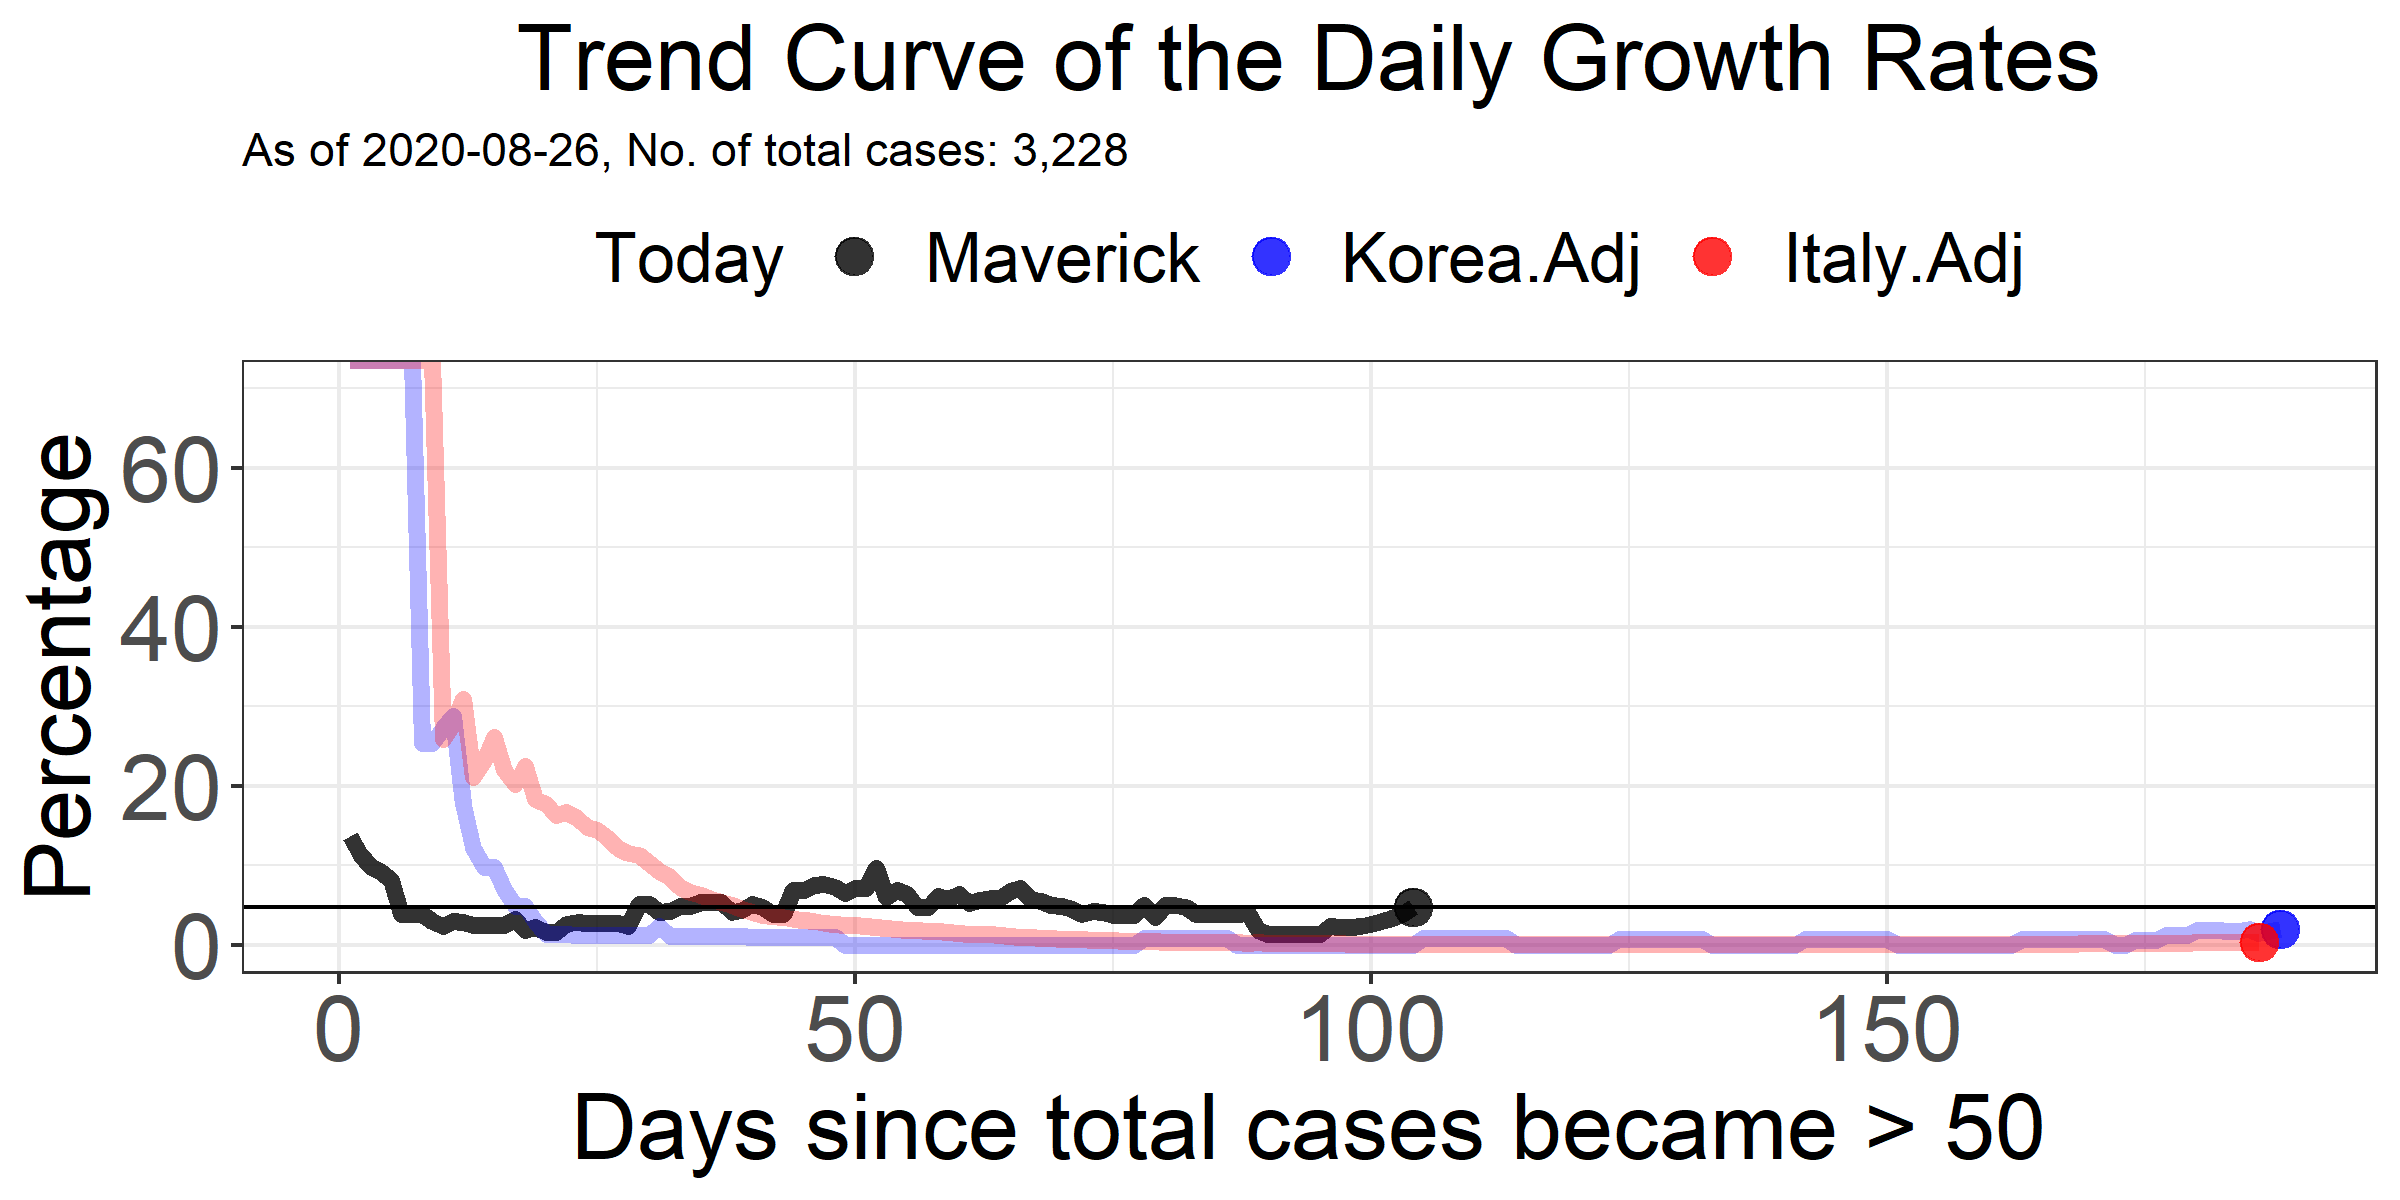 Trend Curve of the Daily Growth Rates
As of 2020-08-26, No. of total cases: 3,228
Today Maverick Korea.Adj Italy.Adj
Percentage
60
40
20
0
0 50 100 150
Days since total cases became > 50